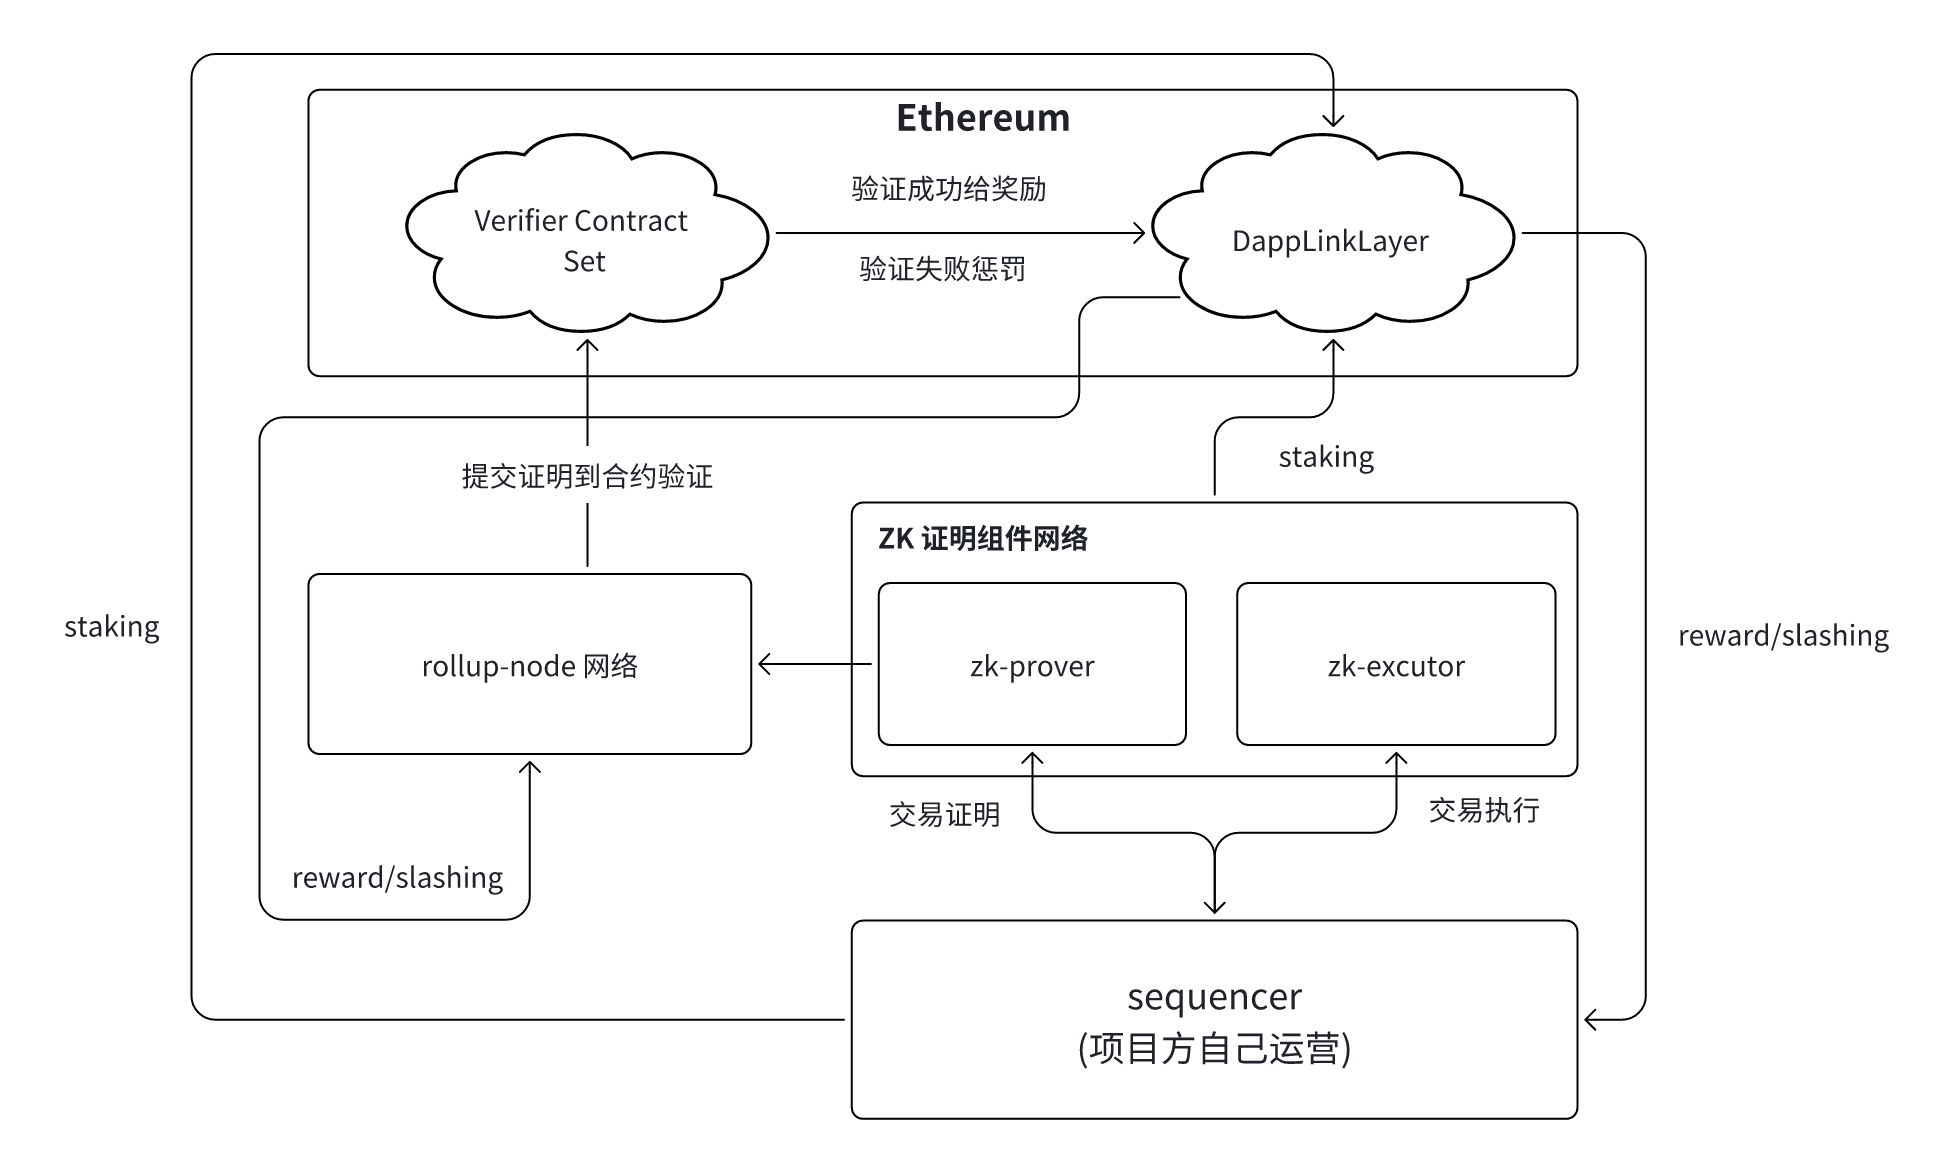 Ethereum
验证成功给奖励
Verifier Contract
Set
DappLinkLayer
验证失败惩罚
staking
提交证明到合约验证
ZK 证明组件网络
staking
reward/slashing
rollup-node 网络
zk-prover
zk-excutor
交易证明
交易执行
reward/slashing
sequencer
(项目方自己运营)